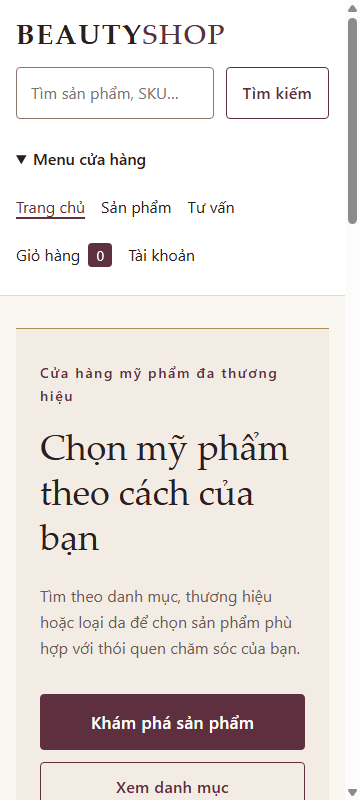 BEAUTYSHOP
Tìm sản phẩm, SKU...
Tìm kiếm
Menu cửa hàng
Trang chủ Sản phẩm Tư vấn
Giỏ hàng 0 Tài khoản
Cửa hàng mỹ phẩm đa thương
hiệu
Chọn mỹ phẩm
theo cách của
bạn
Tìm theo danh mục, thương hiệu
hoặc loại da để chọn sản phẩm phù
hợp với thói quen chăm sóc của bạn.
Khám phá sản phẩm
Xem danh mục